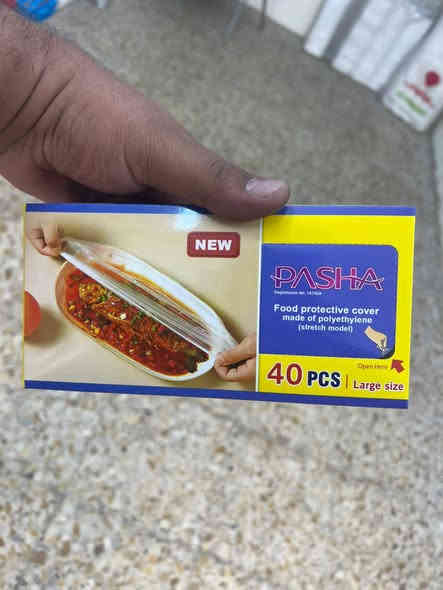 NEW
PASHA
Food protective cover
made of polyethylene
(stretch model)
Open Here
40 PCS | Large size